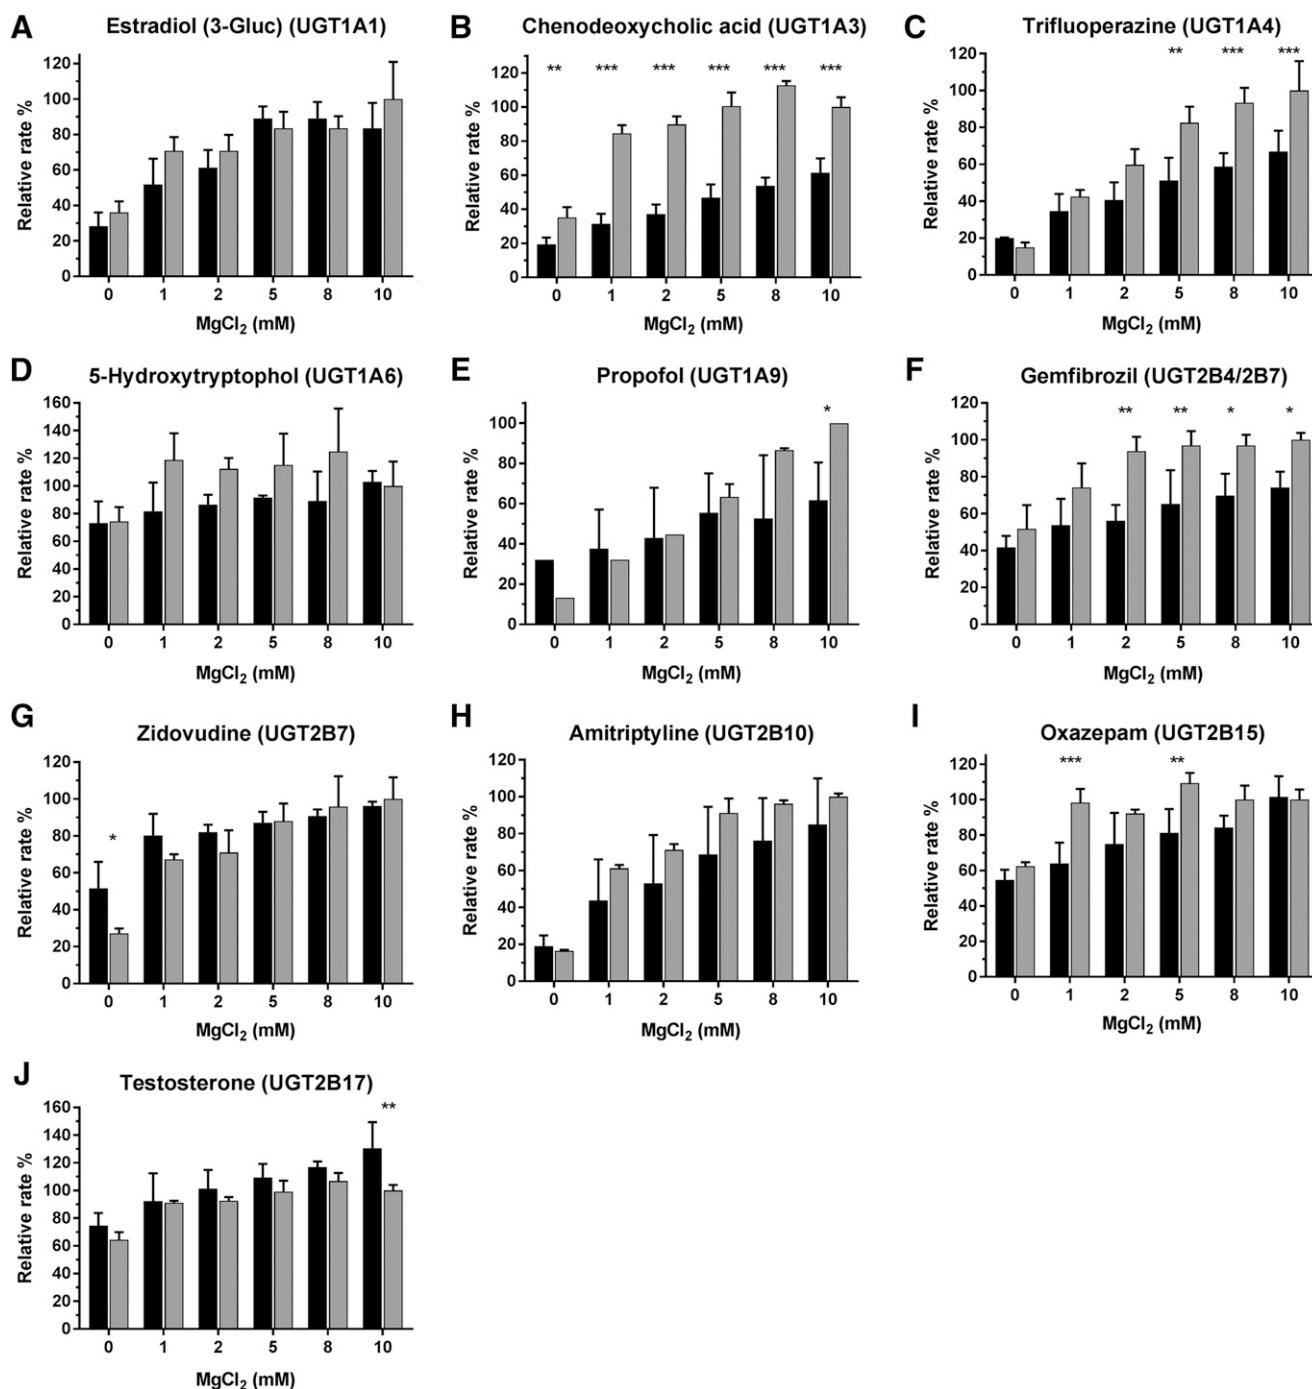 A Estradiol (3-Gluc) (UGT1A1)
Relative rate %
120
100
80
60
40
20
0
0 1 2 5 8 10
MgCl₂ (mM)
B Chenodeoxycholic acid (UGT1A3)
** *** *** *** *** ***
Relative rate %
120
100
80
60
40
20
0
0 1 2 5 8 10
MgCl₂ (mM)
C Trifluoperazine (UGT1A4)
** *** ***
Relative rate %
120
100
80
60
40
20
0
0 1 2 5 8 10
MgCl₂ (mM)
D 5-Hydroxytryptophol (UGT1A6)
Relative rate %
160
140
120
100
80
60
40
20
0
0 1 2 5 8 10
MgCl₂ (mM)
E Propofol (UGT1A9)
*
Relative rate %
100
80
60
40
20
0
0 1 2 5 8 10
MgCl₂ (mM)
F Gemfibrozil (UGT2B4/2B7)
** ** * *
Relative rate %
120
100
80
60
40
20
0
0 1 2 5 8 10
MgCl₂ (mM)
G Zidovudine (UGT2B7)
*
Relative rate %
120
100
80
60
40
20
0
0 1 2 5 8 10
MgCl₂ (mM)
H Amitriptyline (UGT2B10)
Relative rate %
120
100
80
60
40
20
0
0 1 2 5 8 10
MgCl₂ (mM)
I Oxazepam (UGT2B15)
*** **
Relative rate %
120
100
80
60
40
20
0
0 1 2 5 8 10
MgCl₂ (mM)
J Testosterone (UGT2B17)
**
Relative rate %
160
140
120
100
80
60
40
20
0
0 1 2 5 8 10
MgCl₂ (mM)